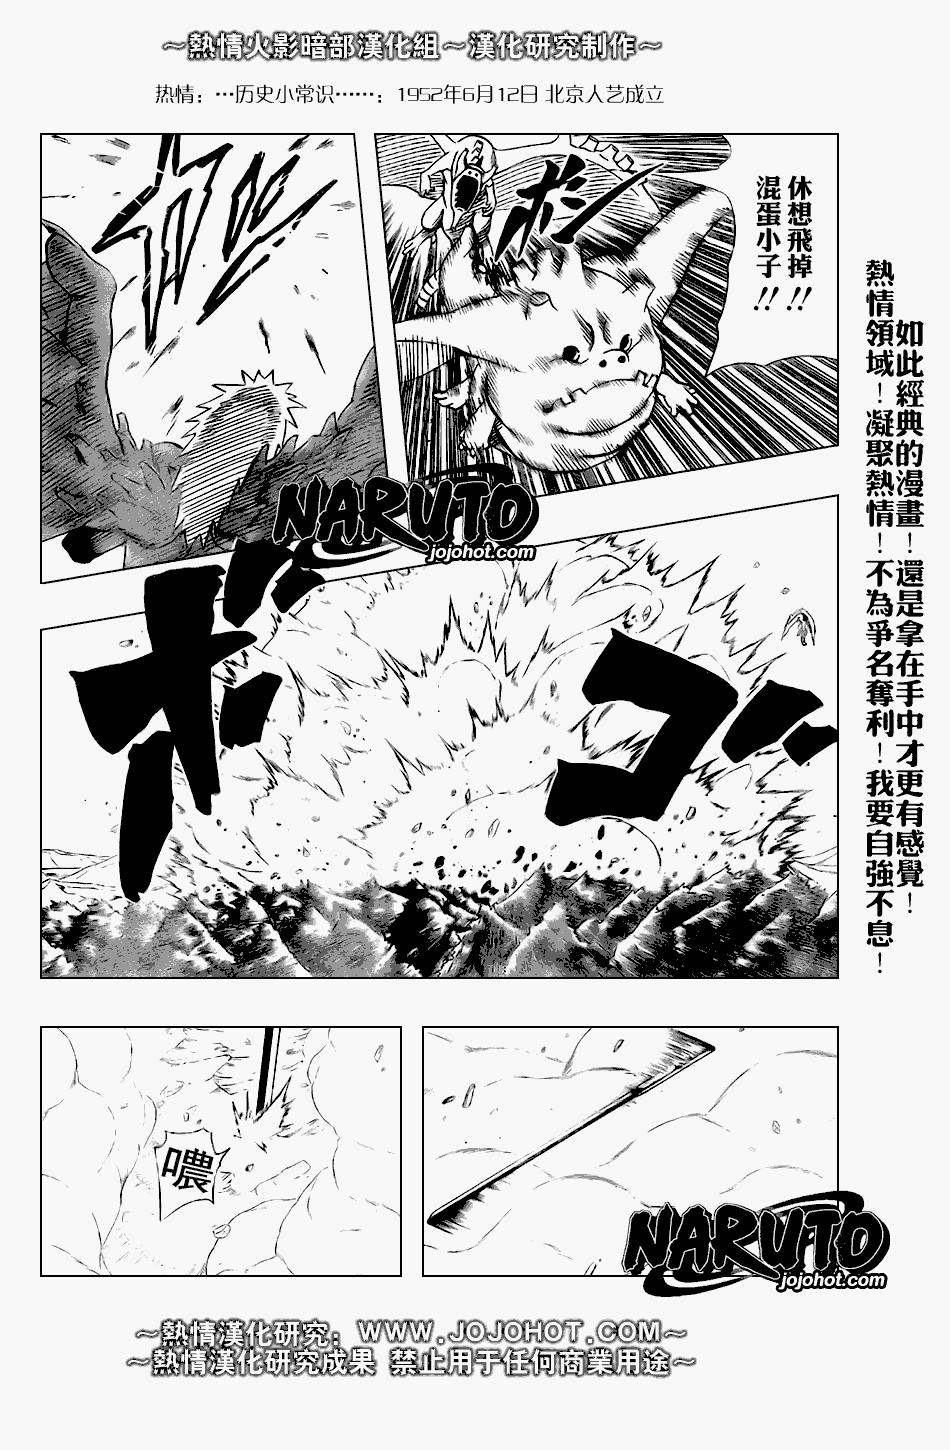 ～熱情火影暗部漢化組～漢化研究制作～
热情：…历史小常识……：1952年6月12日 北京人艺成立
休想飛掉!!
混蛋小子!!
ボン
NARUTO
jojohot.com
ゴ
ボ
如此經典的漫畫！還是拿在手中才更有感覺！
熱情領域！凝聚熱情！不為爭名奪利！我要自強不息！
噥
NARUTO
jojohot.com
～熱情漢化研究：WWW.JOJOHOT.COM～
～熱情漢化研究成果 禁止用于任何商業用途～